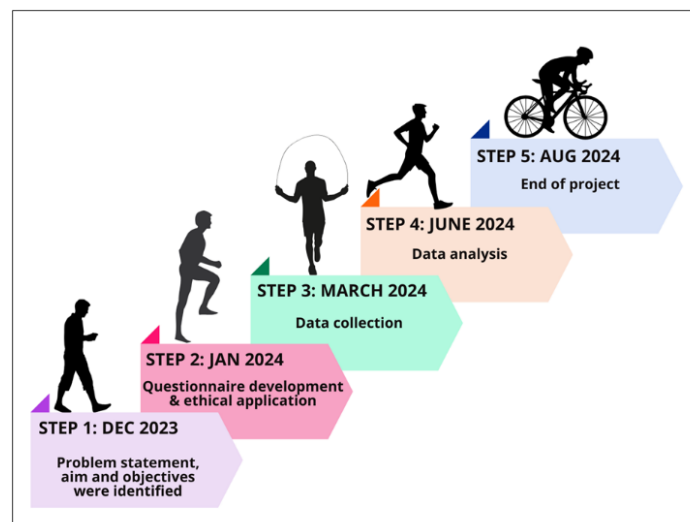 STEP 5: AUG 2024
End of project
STEP 4: JUNE 2024
Data analysis
STEP 3: MARCH 2024
Data collection
STEP 2: JAN 2024
Questionnaire development
& ethical application
STEP 1: DEC 2023
Problem statement,
aim and objectives
were identified